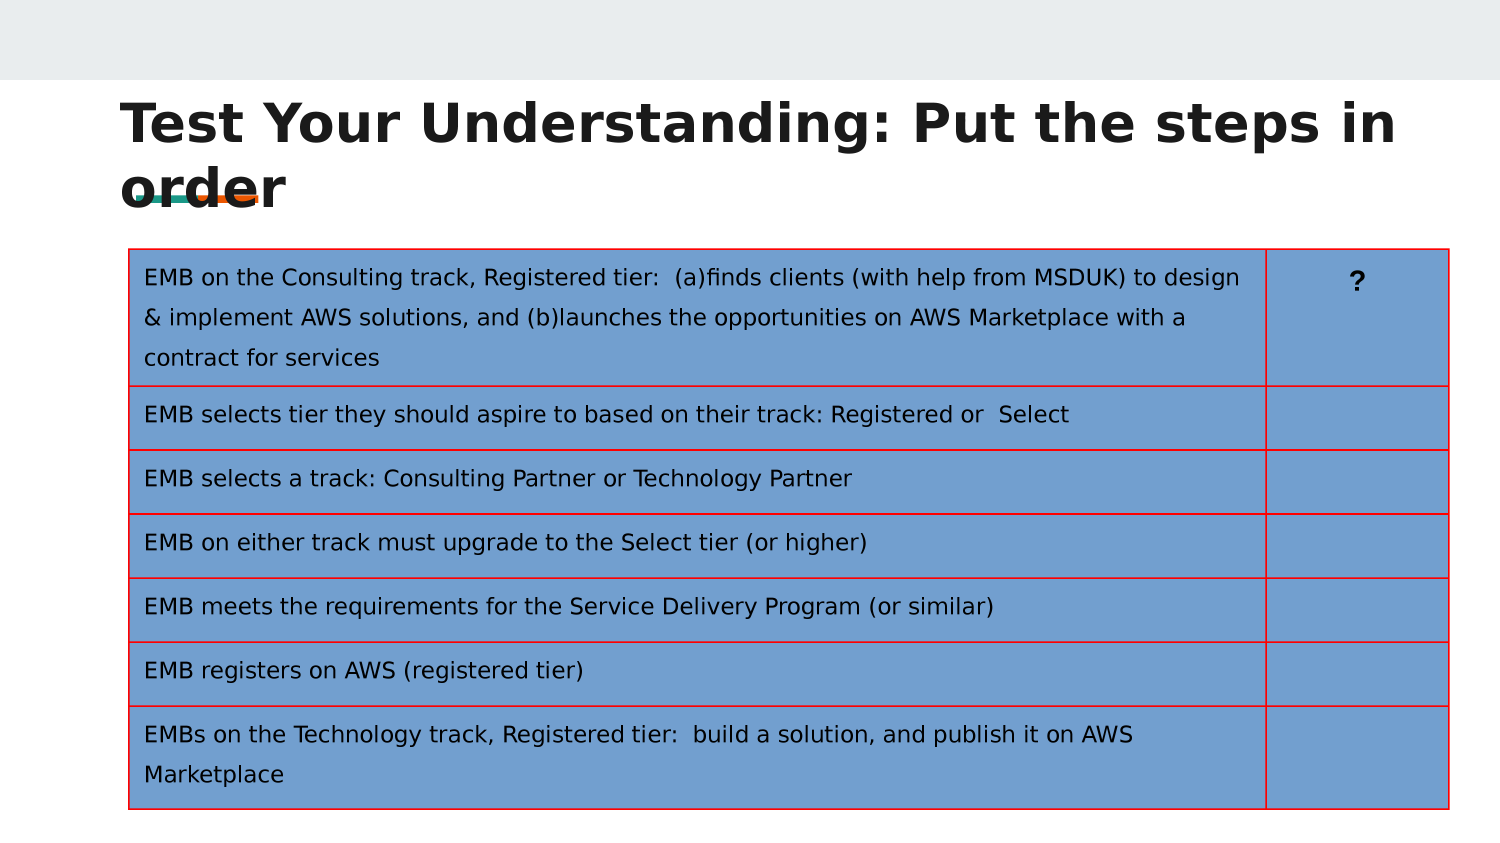 Test Your Understanding: Put the steps in
order
EMB on the Consulting track, Registered tier:  (a)finds clients (with help from MSDUK) to design
& implement AWS solutions, and (b)launches the opportunities on AWS Marketplace with a
contract for services
?
EMB selects tier they should aspire to based on their track: Registered or  Select
EMB selects a track: Consulting Partner or Technology Partner
EMB on either track must upgrade to the Select tier (or higher)
EMB meets the requirements for the Service Delivery Program (or similar)
EMB registers on AWS (registered tier)
EMBs on the Technology track, Registered tier:  build a solution, and publish it on AWS
Marketplace